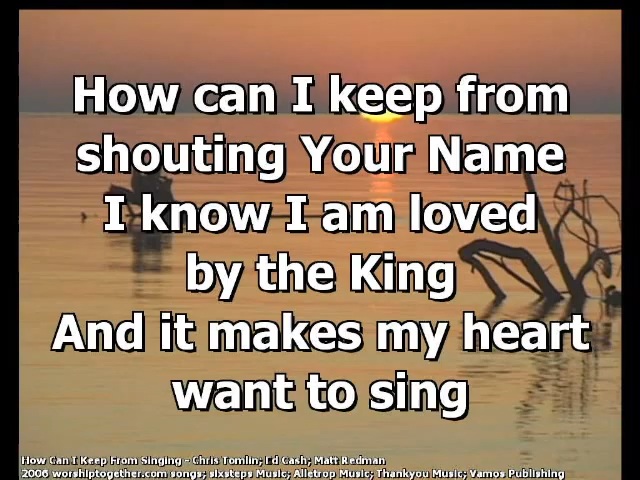 How can I keep from
shouting Your Name
I know I am loved
by the King
And it makes my heart
want to sing
How Can I Keep From Singing - Chris Tomlin; Ed Cash; Matt Redman
2006 worshiptogether.com songs; sixsteps Music; Alletrop Music; Thankyou Music; Vamos Publishing